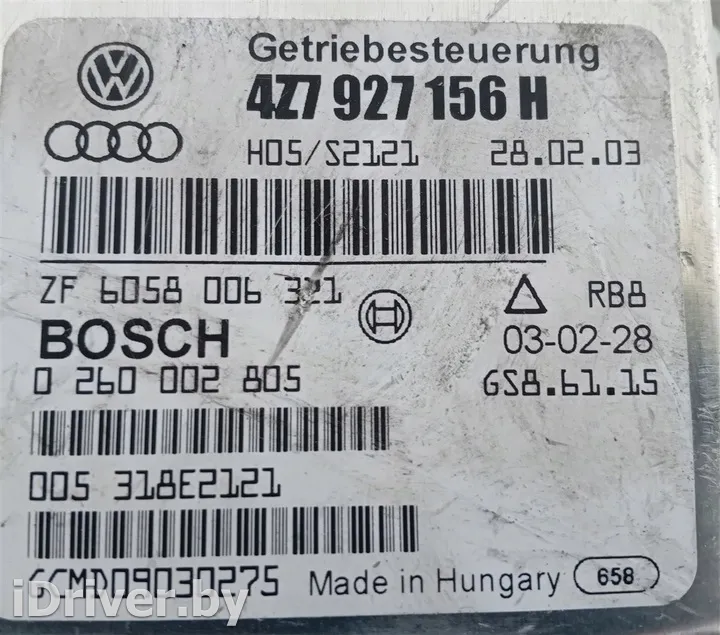 Getriebesteuerung
4Z7 927 156 H
H05/S2121 28.02.03
ZF 6058 006 321
RB8
BOSCH 03-02-28
0 260 002 805 GS8.61.15
005 318E2121
GCMD09030275 Made in Hungary 658
iDriver.by